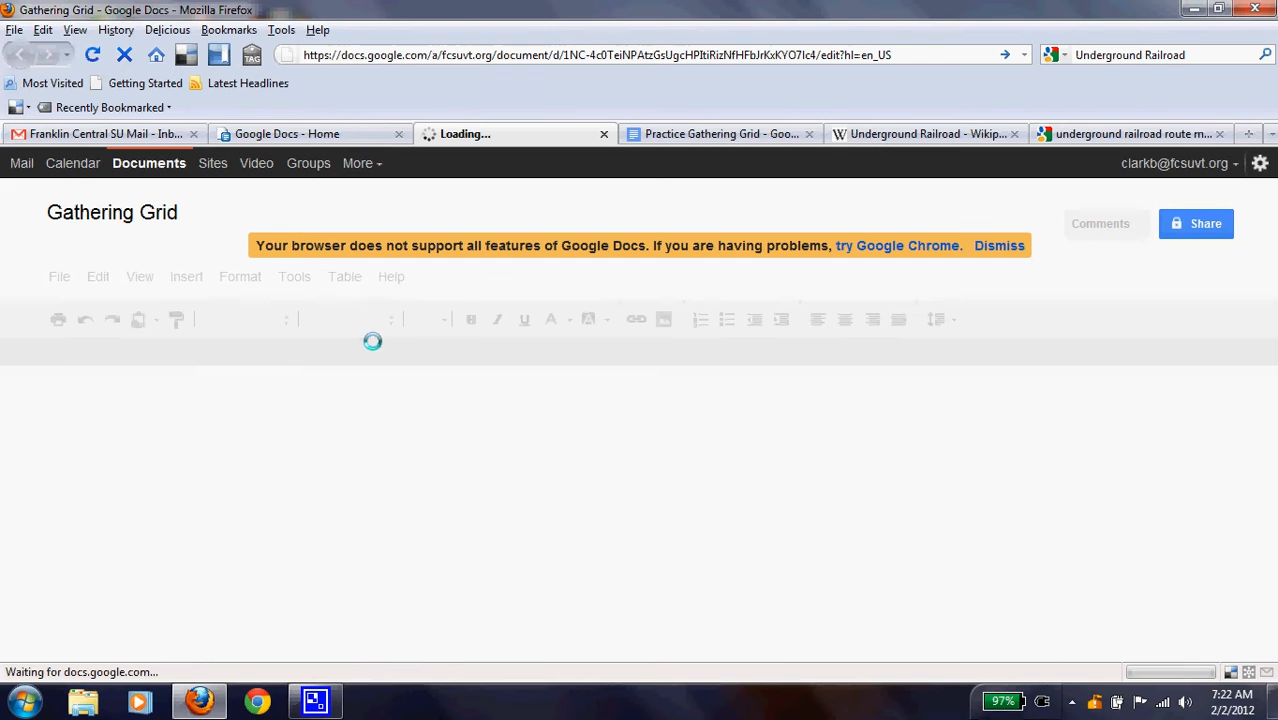 Gathering Grid - Google Docs - Mozilla Firefox
File Edit View History Delicious Bookmarks Tools Help
TAG https://docs.google.com/a/fcsuvt.org/document/d/1NC-4c0TeiNPAtzGsUgcHPItiRizNfHFbJrKxKYO7lc4/edit?hl=en_US Underground Railroad
Most Visited Getting Started Latest Headlines
Recently Bookmarked
Franklin Central SU Mail - Inb... Google Docs - Home Loading... Practice Gathering Grid - Goo... Underground Railroad - Wikip... underground railroad route m...
Mail Calendar Documents Sites Video Groups More clarkb@fcsuvt.org
Gathering Grid
Comments Share
Your browser does not support all features of Google Docs. If you are having problems, try Google Chrome. Dismiss
File Edit View Insert Format Tools Table Help
B I U A A
Waiting for docs.google.com...
97% 7:22 AM
2/2/2012